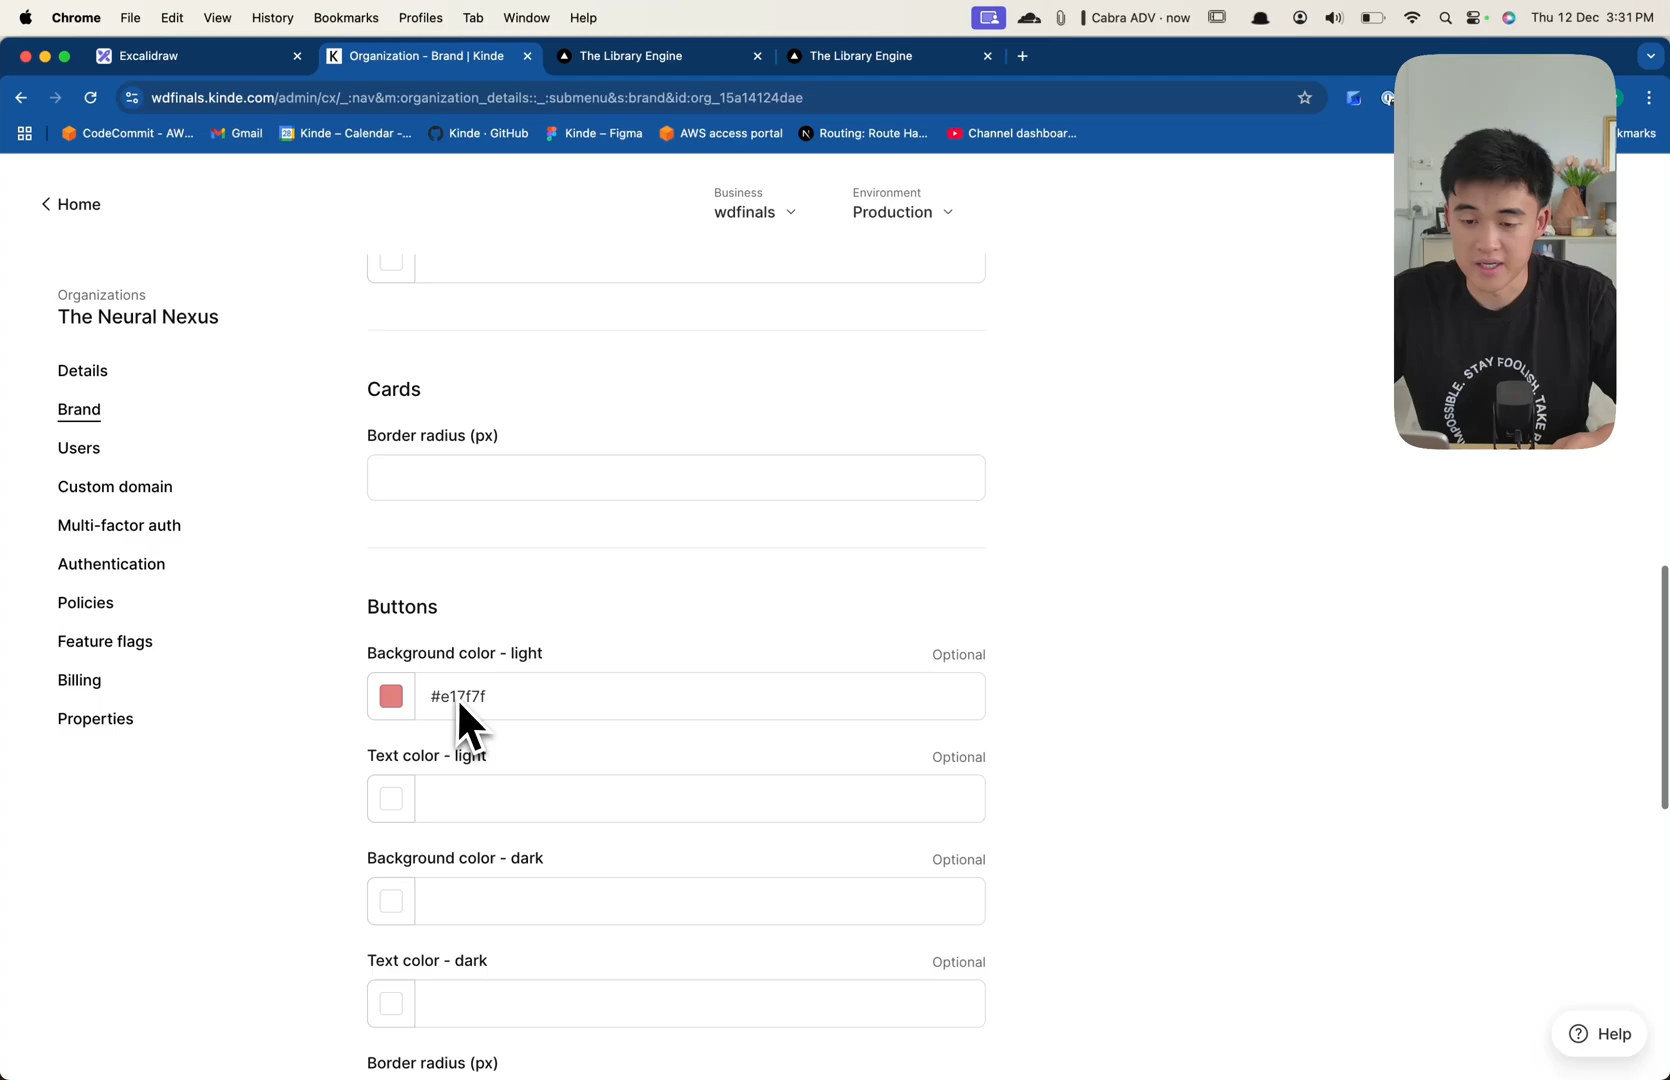 Chrome File Edit View History Bookmarks Profiles Tab Window Help Cabra ADV · now Thu 12 Dec 3:31 PM
Excalidraw Organization - Brand | Kinde The Library Engine The Library Engine
wdfinals.kinde.com/admin/cx/_:nav&m:organization_details::_:submenu&s:brand&id:org_15a14124dae
CodeCommit - AW... Gmail Kinde – Calendar -... Kinde · GitHub Kinde – Figma AWS access portal Routing: Route Ha... Channel dashboar... kmarks
Home
Business
wdfinals
Environment
Production
Organizations
The Neural Nexus
Details
Brand
Users
Custom domain
Multi-factor auth
Authentication
Policies
Feature flags
Billing
Properties
Cards
Border radius (px)
Buttons
Background color - light Optional
#e17f7f
Text color - light Optional
Background color - dark Optional
Text color - dark Optional
Border radius (px)
STAY FOOLISH. TAKE
Help